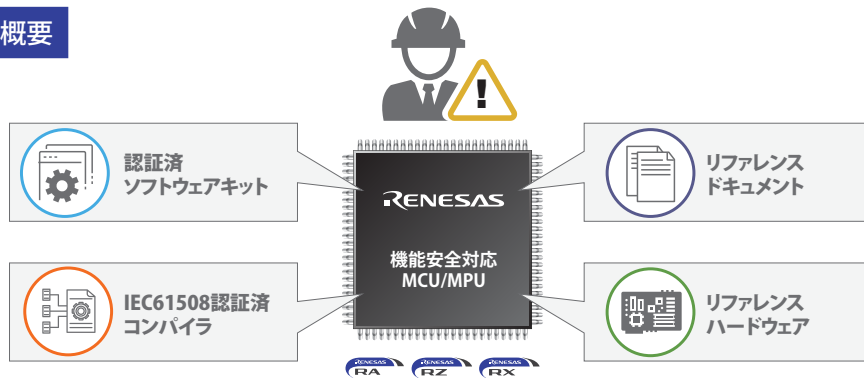 概要
!
認証済
ソフトウェアキット
リファレンス
ドキュメント
RENESAS
機能安全対応
MCU/MPU
IEC61508認証済
コンパイラ
リファレンス
ハードウェア
RENESAS
RA
RENESAS
RZ
RENESAS
RX